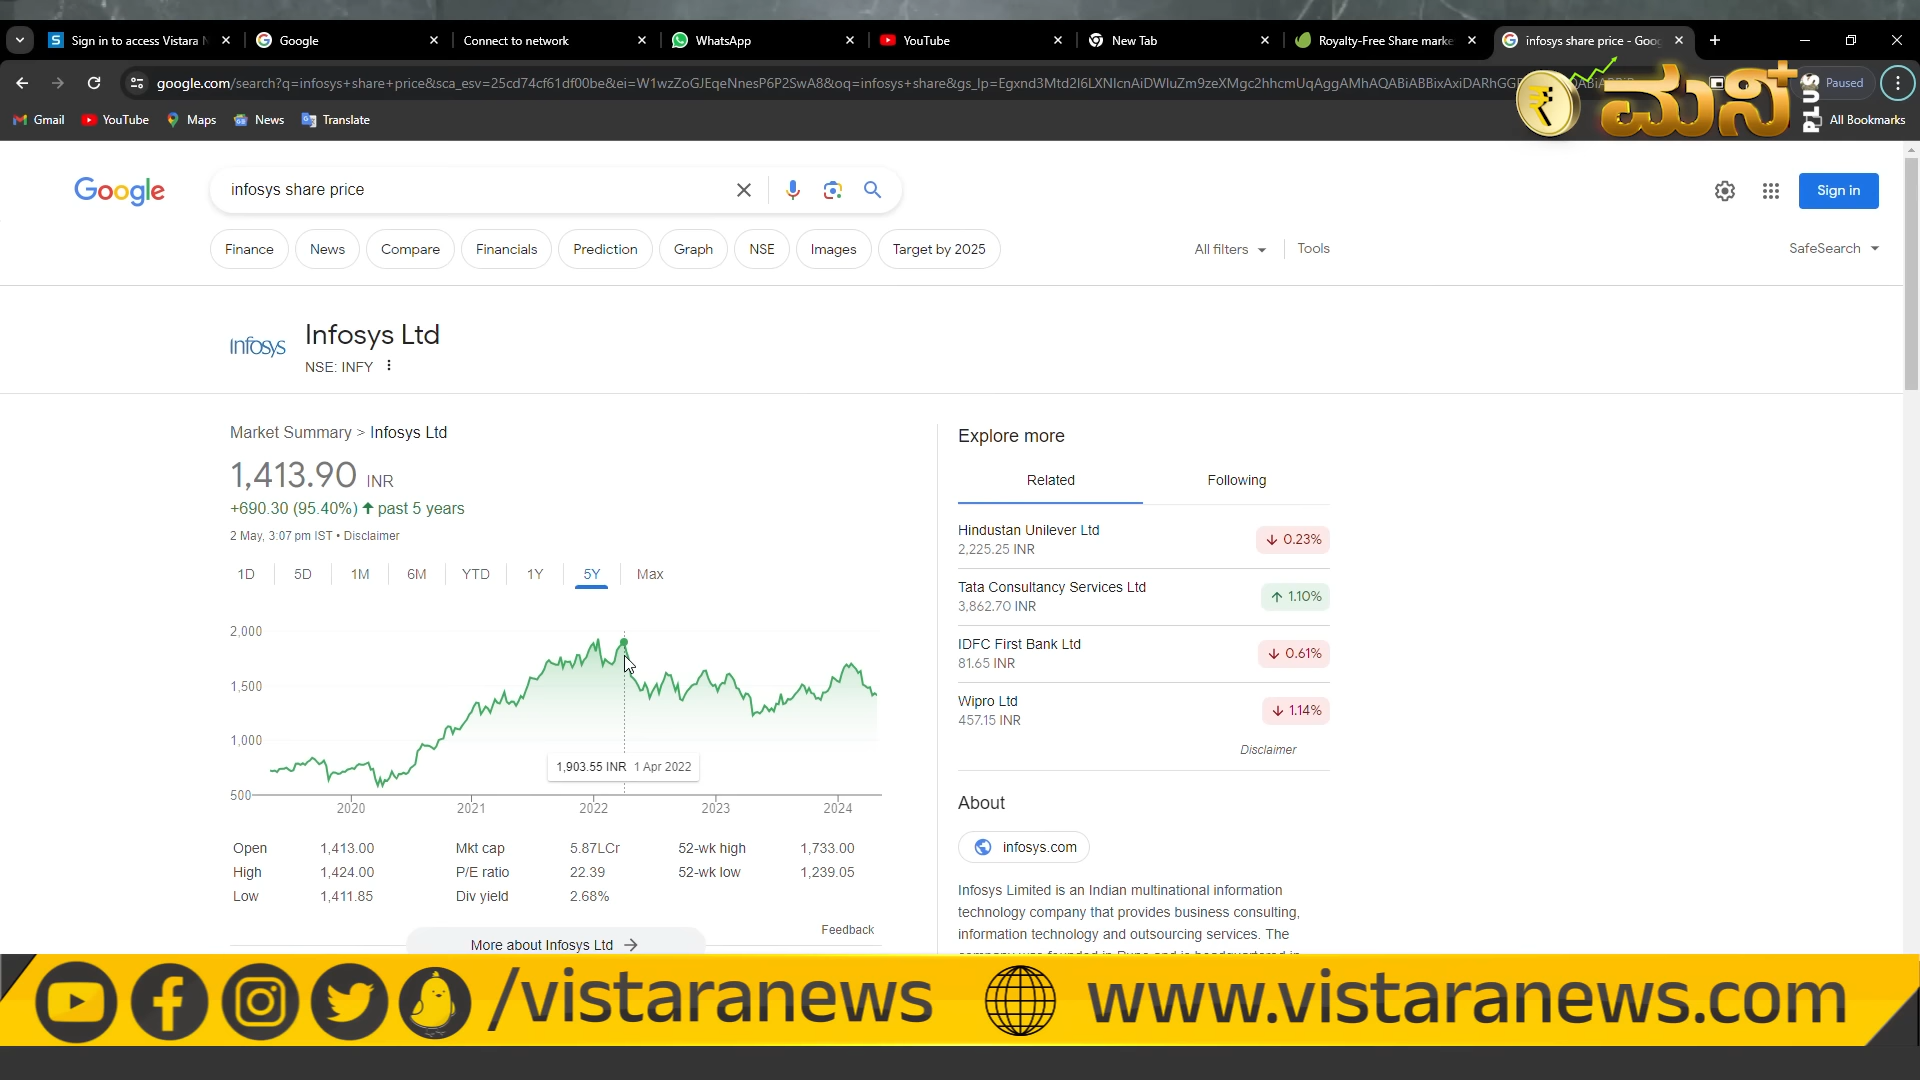 Sign in to access Vistara N
Google
Connect to network
WhatsApp
YouTube
New Tab
Royalty-Free Share marke
infosys share price - Goog
google.com/search?q=infosys+share+price&sca_esv=25cd74cf61df00be&ei=
Paused
Gmail
YouTube
Maps
News
Translate
All Bookmarks
ಮನಿ PLUS
Google
infosys share price
Sign in
Finance
News
Compare
Financials
Prediction
Graph
NSE
Images
Target by 2025
All filters
Tools
SafeSearch
Infosys
Infosys Ltd
NSE: INFY
Market Summary > Infosys Ltd
1,413.90 INR
+690.30 (95.40%) ↑ past 5 years
2 May, 3:07 pm IST • Disclaimer
1D 5D 1M 6M YTD 1Y 5Y Max
2,000
1,500
1,000
500
1,903.55 INR 1 Apr 2022
2020 2021 2022 2023 2024
Open 1,413.00 Mkt cap 5.87LCr 52-wk high 1,733.00
High 1,424.00 P/E ratio 22.39 52-wk low 1,239.05
Low 1,411.85 Div yield 2.68%
Feedback
More about Infosys Ltd →
Explore more
Related Following
Hindustan Unilever Ltd
2,225.25 INR
↓ 0.23%
Tata Consultancy Services Ltd
3,862.70 INR
↑ 1.10%
IDFC First Bank Ltd
81.65 INR
↓ 0.61%
Wipro Ltd
457.15 INR
↓ 1.14%
Disclaimer
About
infosys.com
Infosys Limited is an Indian multinational information
technology company that provides business consulting,
information technology and outsourcing services. The
/vistaranews
www.vistaranews.com